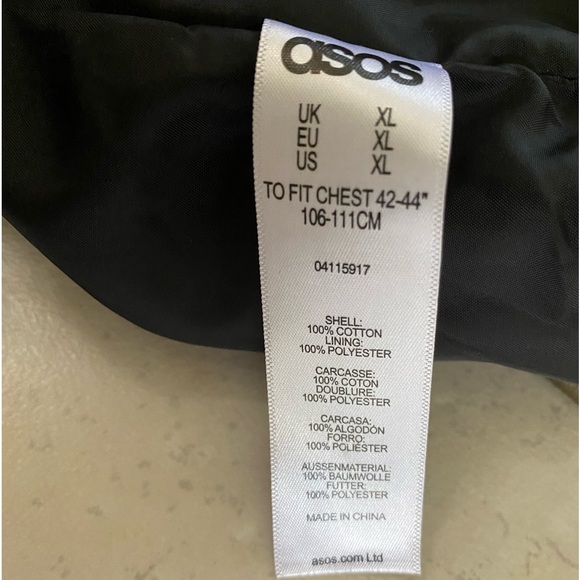 asos
UK XL
EU XL
US XL
TO FIT CHEST 42-44"
106-111CM
04115917
SHELL:
100% COTTON
LINING:
100% POLYESTER
CARCASSE:
100% COTON
DOUBLURE:
100% POLYESTER
CARCASA:
100% ALGODÓN
FORRO:
100% POLIÉSTER
AUSSENMATERIAL:
100% BAUMWOLLE
FUTTER:
100% POLYESTER
MADE IN CHINA
asos.com Ltd